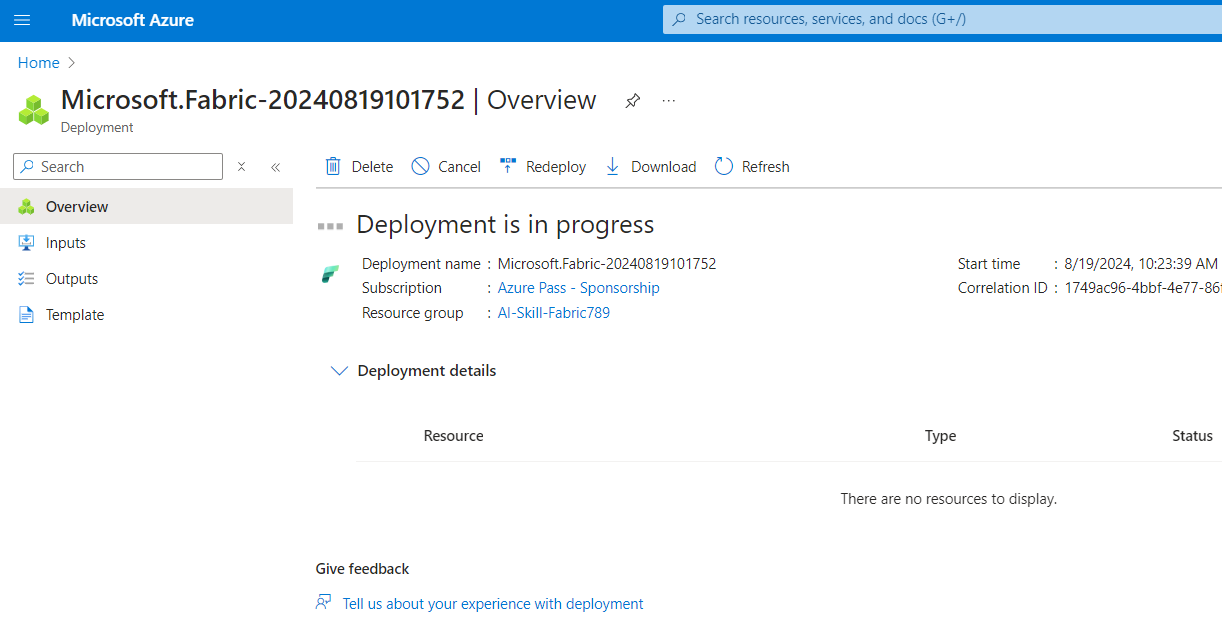 Microsoft Azure
Search resources, services, and docs (G+/)
Home
Microsoft.Fabric-20240819101752 | Overview
Deployment
Search
Delete Cancel Redeploy Download Refresh
Overview
Inputs
Outputs
Template
Deployment is in progress
Deployment name : Microsoft.Fabric-20240819101752
Subscription : Azure Pass - Sponsorship
Resource group : AI-Skill-Fabric789
Start time : 8/19/2024, 10:23:39 AM
Correlation ID : 1749ac96-4bbf-4e77-86
Deployment details
Resource Type Status
There are no resources to display.
Give feedback
Tell us about your experience with deployment